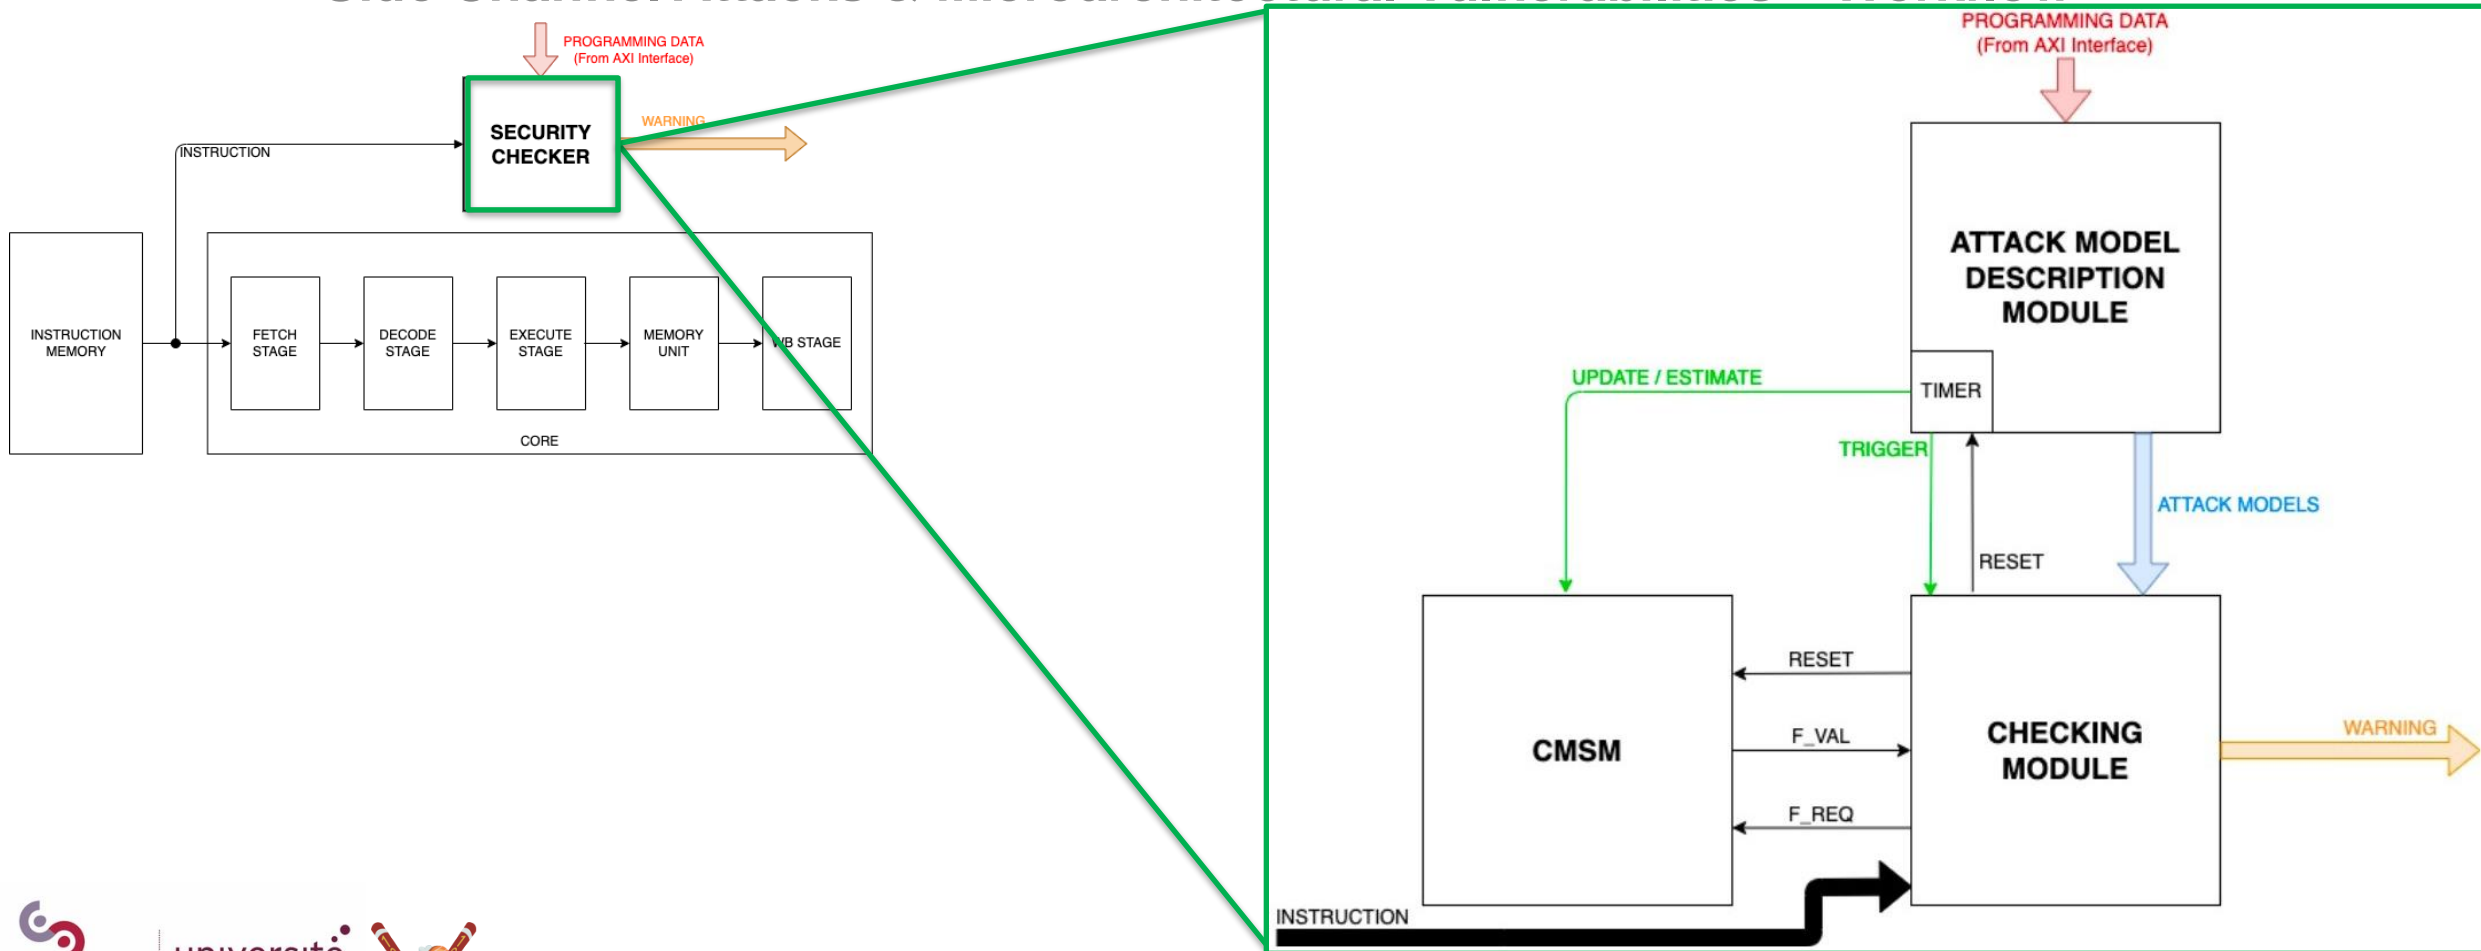 PROGRAMMING DATA
(From AXI Interface)
SECURITY
CHECKER
WARNING
INSTRUCTION
INSTRUCTION
MEMORY
FETCH
STAGE
DECODE
STAGE
EXECUTE
STAGE
MEMORY
UNIT
WB STAGE
CORE
PROGRAMMING DATA
(From AXI Interface)
ATTACK MODEL
DESCRIPTION
MODULE
TIMER
UPDATE / ESTIMATE
TRIGGER
RESET
ATTACK MODELS
CMSM
RESET
F_VAL
F_REQ
CHECKING
MODULE
WARNING
INSTRUCTION
université